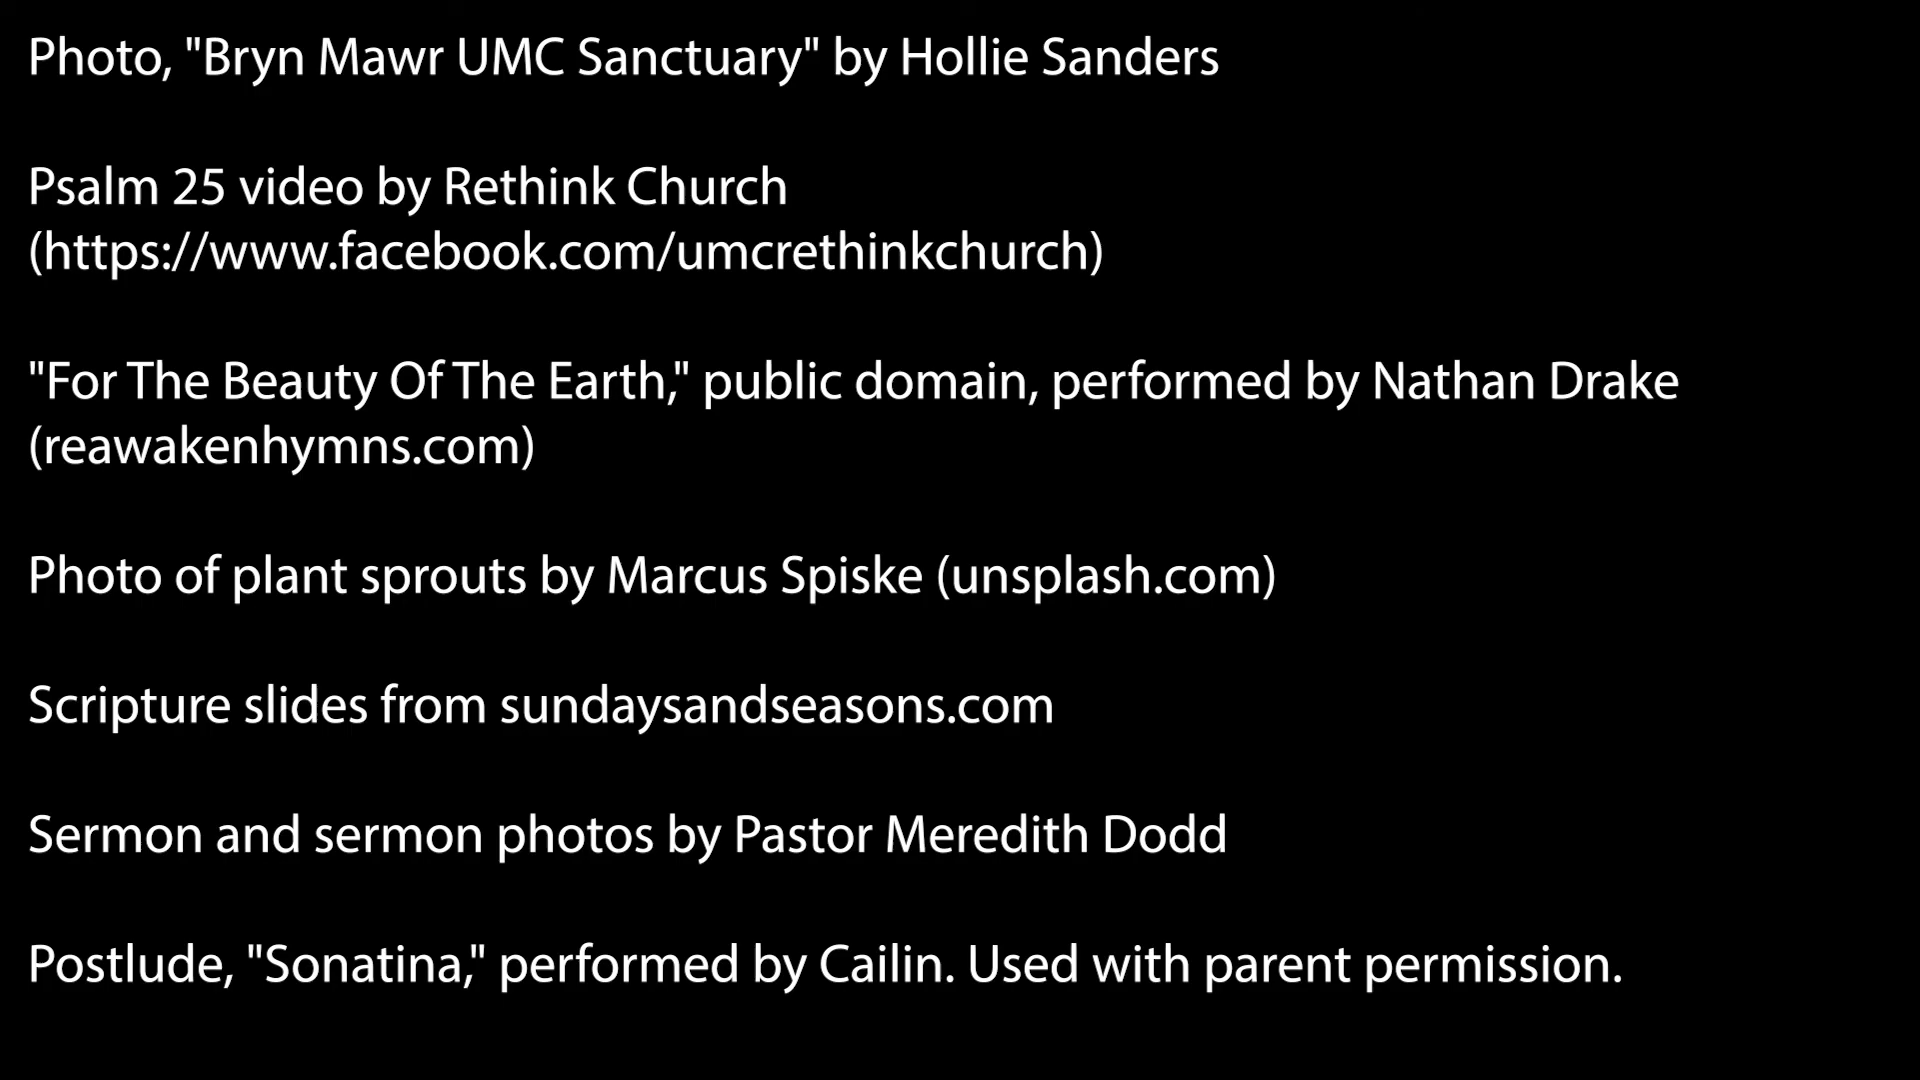 Photo, "Bryn Mawr UMC Sanctuary" by Hollie Sanders
Psalm 25 video by Rethink Church
(https://www.facebook.com/umcrethinkchurch)
"For The Beauty Of The Earth," public domain, performed by Nathan Drake
(reawakenhymns.com)
Photo of plant sprouts by Marcus Spiske (unsplash.com)
Scripture slides from sundaysandseasons.com
Sermon and sermon photos by Pastor Meredith Dodd
Postlude, "Sonatina," performed by Cailin. Used with parent permission.